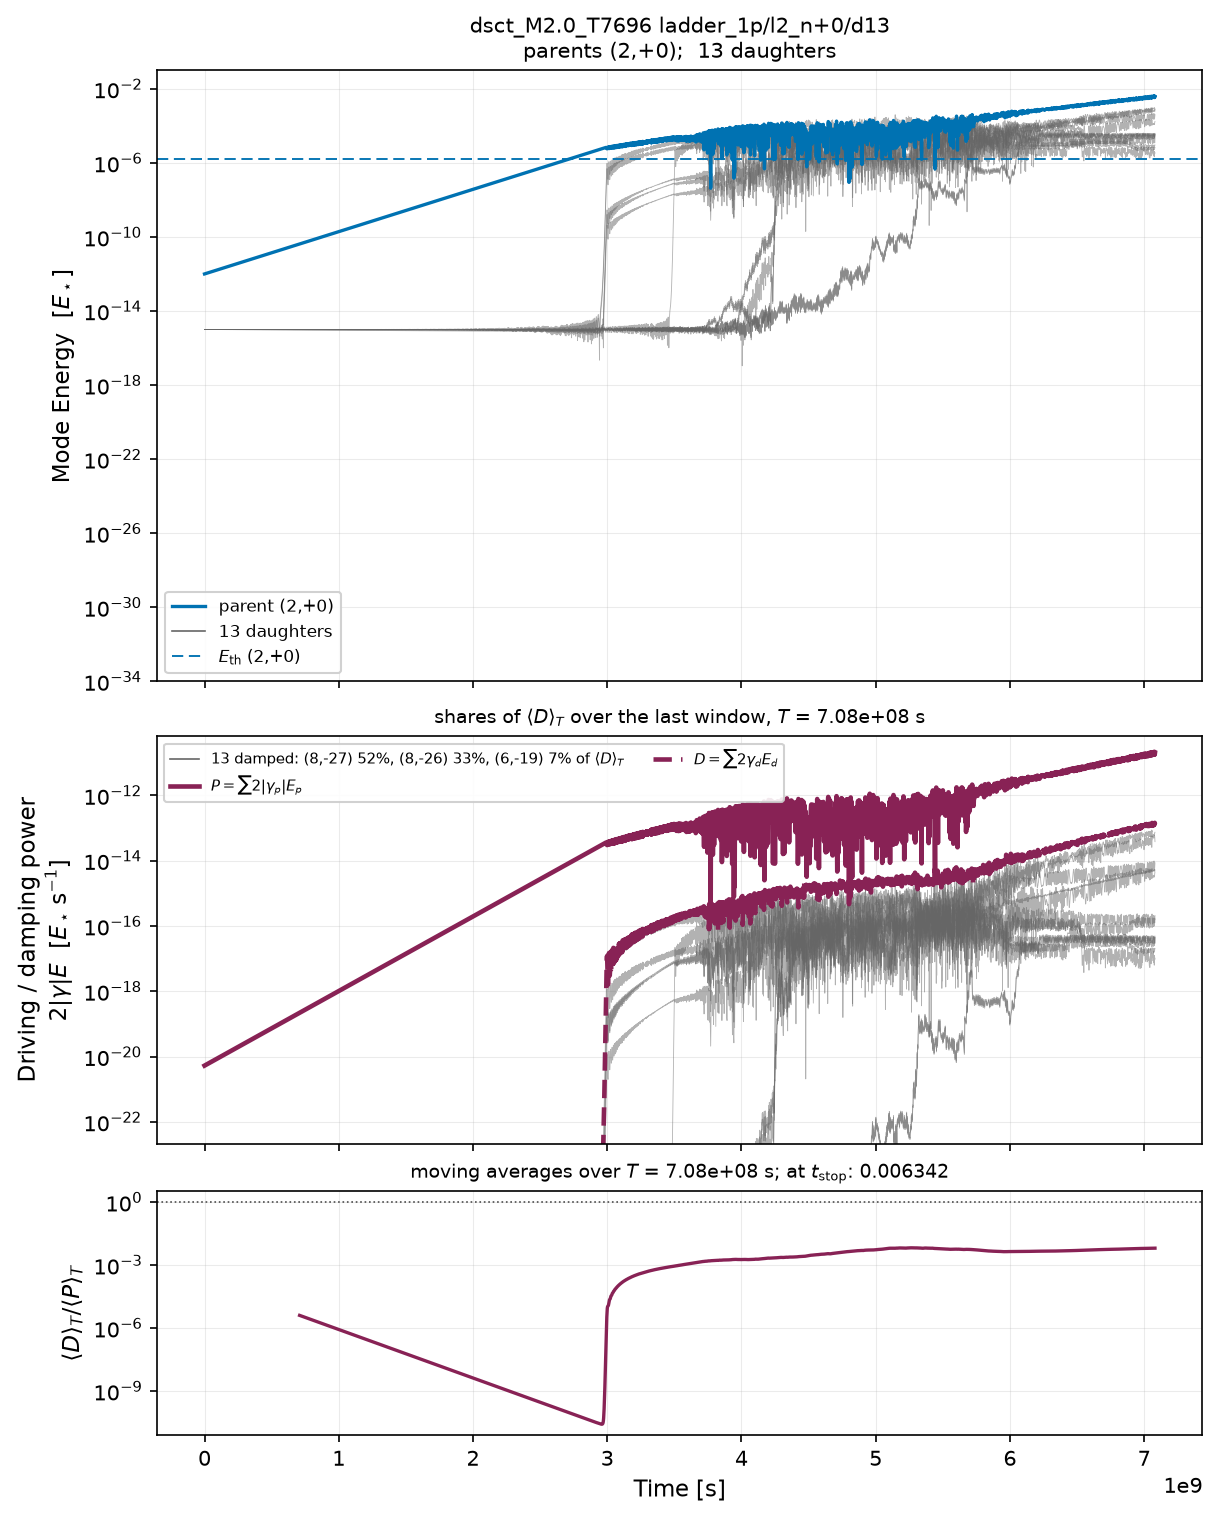 dsct_M2.0_T7696 ladder_1p/l2_n+0/d13
parents (2,+0);  13 daughters
Mode Energy [E⋆]
10⁻²
10⁻⁶
10⁻¹⁰
10⁻¹⁴
10⁻¹⁸
10⁻²²
10⁻²⁶
10⁻³⁰
10⁻³⁴
parent (2,+0)
13 daughters
E_th (2,+0)
shares of ⟨D⟩_T over the last window, T = 7.08e+08 s
Driving / damping power
2|γ|E [E⋆ s⁻¹]
10⁻¹²
10⁻¹⁴
10⁻¹⁶
10⁻¹⁸
10⁻²⁰
10⁻²²
13 damped: (8,-27) 52%, (8,-26) 33%, (6,-19) 7% of ⟨D⟩_T
P = ∑2|γ_p|E_p
D = ∑2γ_d E_d
moving averages over T = 7.08e+08 s; at t_stop: 0.006342
⟨D⟩_T/⟨P⟩_T
10⁰
10⁻³
10⁻⁶
10⁻⁹
0 1 2 3 4 5 6 7
Time [s]
1e9